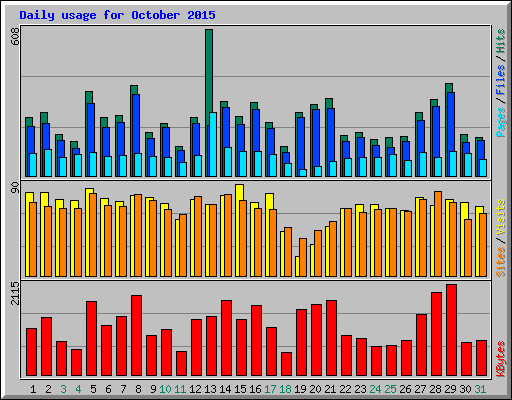 Daily usage for October 2015
608
Pages / Files / Hits
90
Sites / Visits
2115
KBytes
1 2 3 4 5 6 7 8 9 10 11 12 13 14 15 16 17 18 19 20 21 22 23 24 25 26 27 28 29 30 31